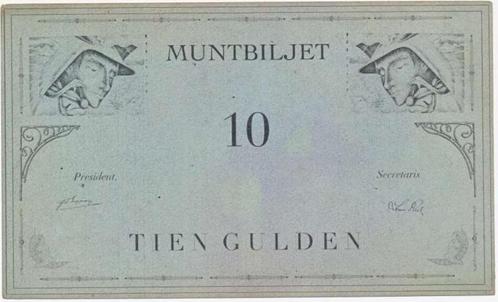 MUNTBILJET
10
President. Secretaris
TIEN GULDEN